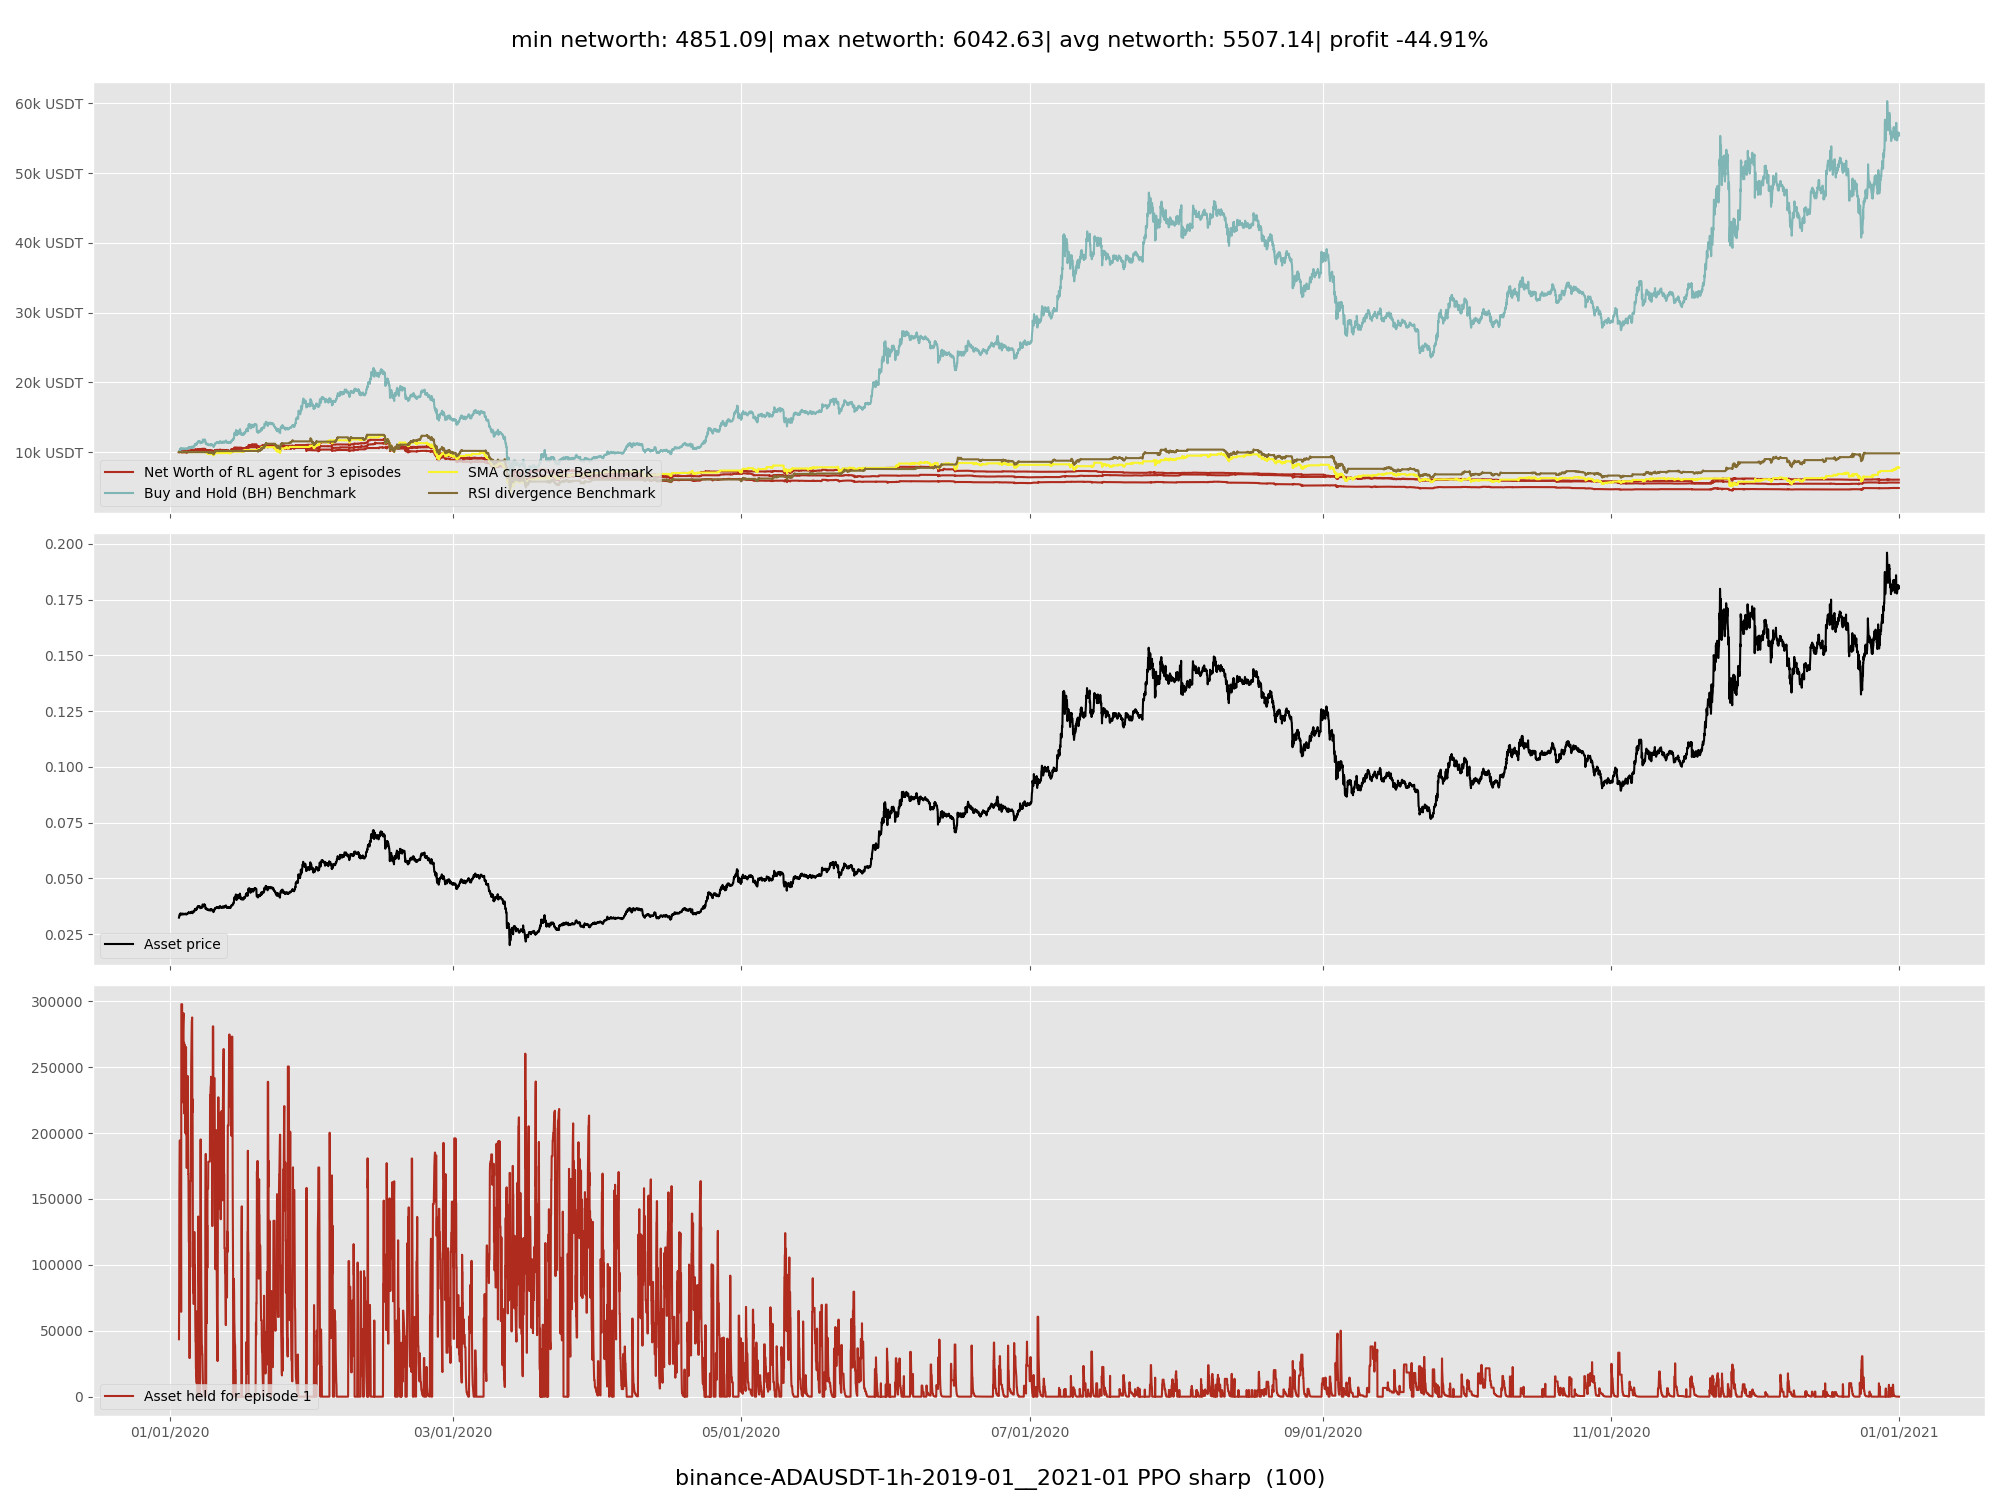 min networth: 4851.09| max networth: 6042.63| avg networth: 5507.14| profit -44.91%
60k USDT
50k USDT
40k USDT
30k USDT
20k USDT
10k USDT
Net Worth of RL agent for 3 episodes
Buy and Hold (BH) Benchmark
SMA crossover Benchmark
RSI divergence Benchmark
0.200
0.175
0.150
0.125
0.100
0.075
0.050
0.025
Asset price
300000
250000
200000
150000
100000
50000
0
Asset held for episode 1
01/01/2020 03/01/2020 05/01/2020 07/01/2020 09/01/2020 11/01/2020 01/01/2021
binance-ADAUSDT-1h-2019-01__2021-01 PPO sharp (100)